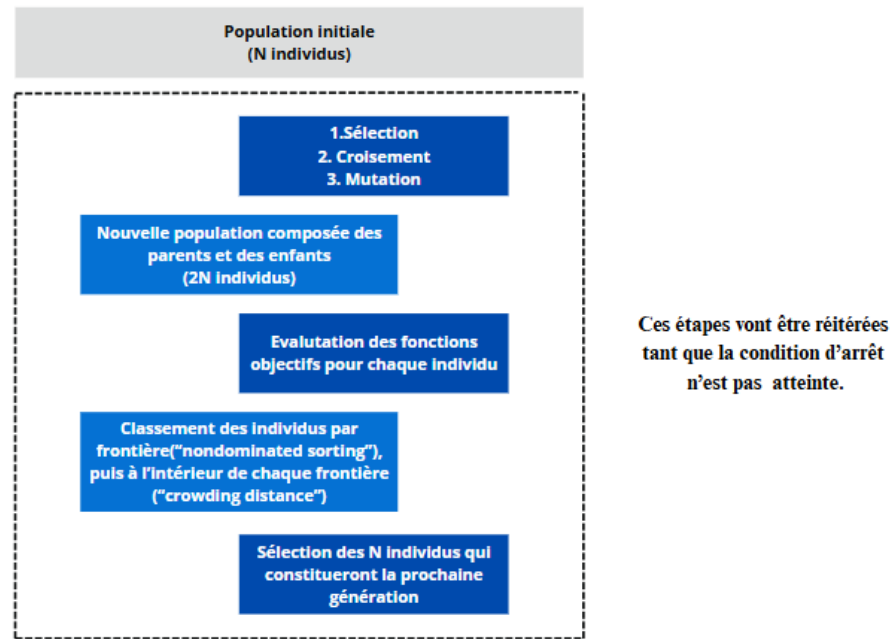 Population initiale
(N individus)
1.Sélection
2. Croisement
3. Mutation
Nouvelle population composée des
parents et des enfants
(2N individus)
Evalutation des fonctions
objectifs pour chaque individu
Ces étapes vont être réitérées
tant que la condition d’arrêt
n’est pas atteinte.
Classement des individus par
frontière(“nondominated sorting”),
puis à l’intérieur de chaque frontière
(“crowding distance”)
Sélection des N individus qui
constitueront la prochaine
génération